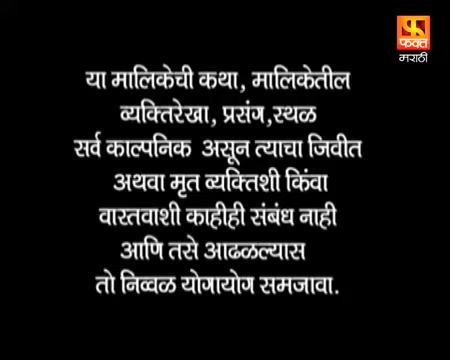 फक्त
मराठी
या मालिकेची कथा, मालिकेतील
व्यक्तिरेखा, प्रसंग,स्थळ
सर्व काल्पनिक असून त्याचा जिवीत
अथवा मृत व्यक्तिशी किंवा
वास्तवाशी काहीही संबंध नाही
आणि तसे आढळल्यास
तो निव्वळ योगायोग समजावा.